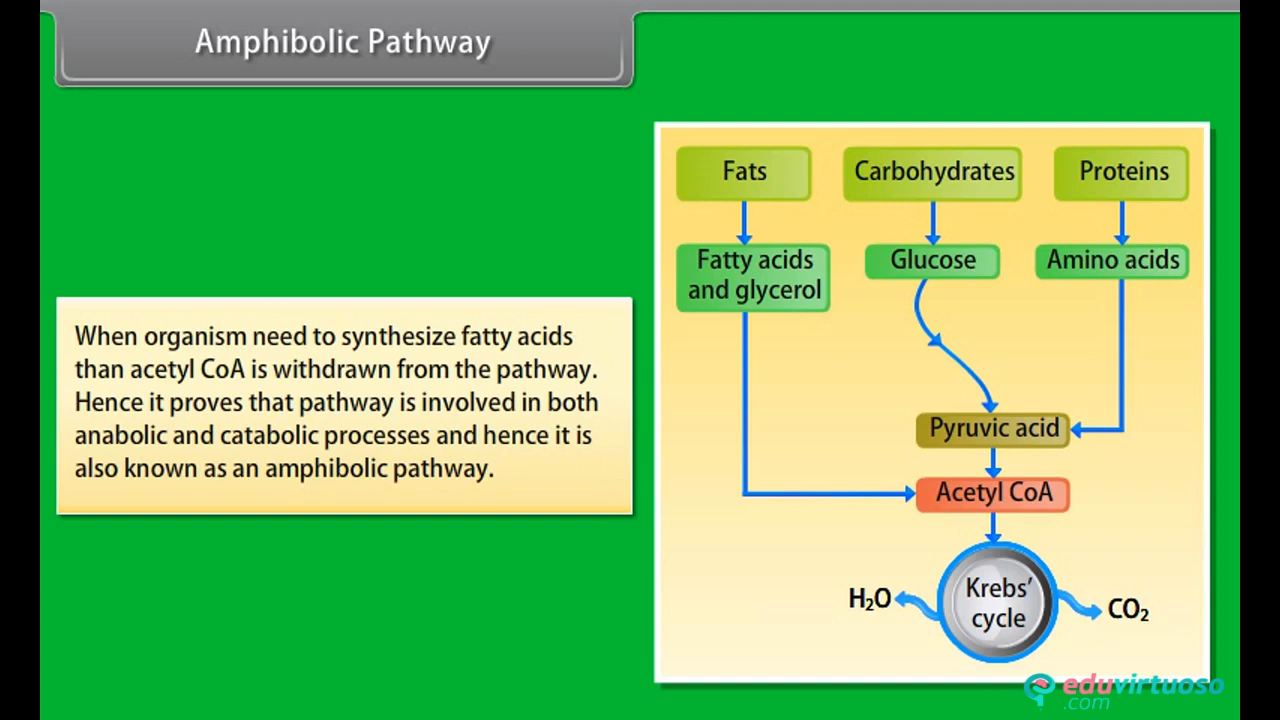 Amphibolic Pathway
When organism need to synthesize fatty acids
than acetyl CoA is withdrawn from the pathway.
Hence it proves that pathway is involved in both
anabolic and catabolic processes and hence it is
also known as an amphibolic pathway.
Fats
Carbohydrates
Proteins
Fatty acids
and glycerol
Glucose
Amino acids
Pyruvic acid
Acetyl CoA
Krebs’
cycle
H₂O
CO₂
eduvirtuoso
.com